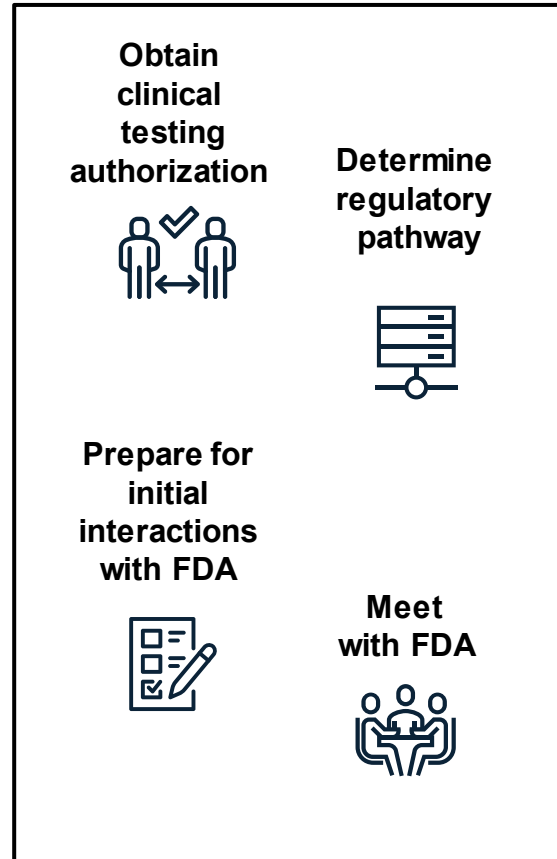 Obtain
clinical
testing
authorization
Determine
regulatory
pathway
Prepare for
initial
interactions
with FDA
Meet
with FDA